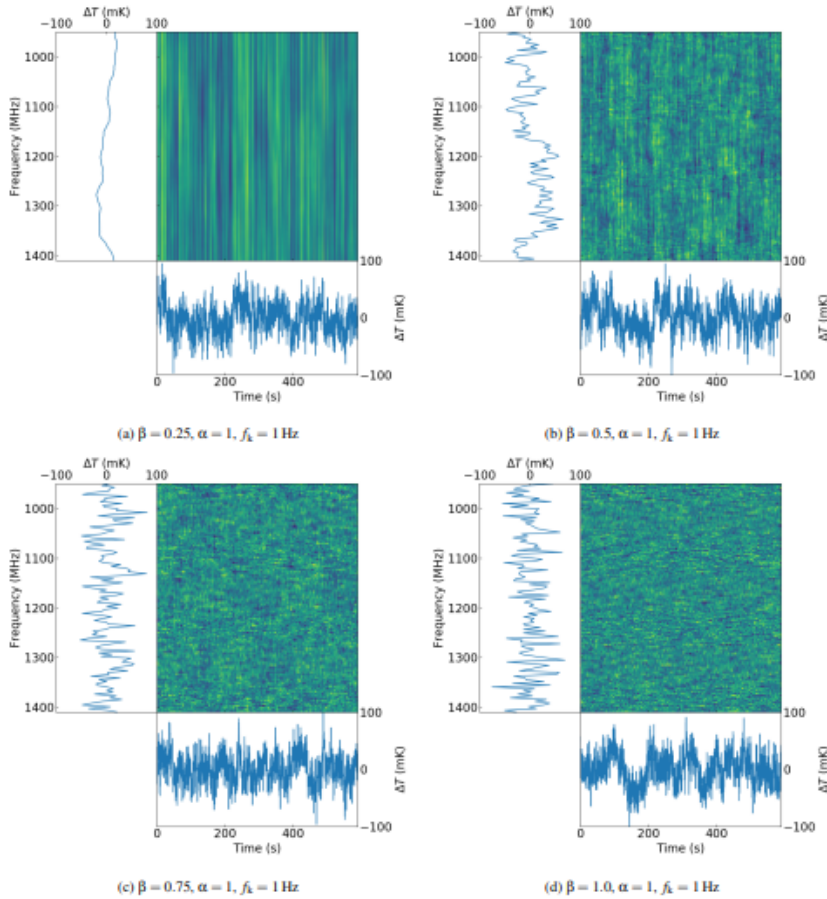 ΔT (mK)
−100 0 100
Frequency (MHz)
1000
1100
1200
1300
1400
100
0
−100
ΔT (mK)
0 200 400
Time (s)
(a) β = 0.25, α = 1, fk = 1 Hz
ΔT (mK)
−100 0 100
Frequency (MHz)
1000
1100
1200
1300
1400
100
0
−100
ΔT (mK)
0 200 400
Time (s)
(b) β = 0.5, α = 1, fk = 1 Hz
ΔT (mK)
−100 0 100
Frequency (MHz)
1000
1100
1200
1300
1400
100
0
−100
ΔT (mK)
0 200 400
Time (s)
(c) β = 0.75, α = 1, fk = 1 Hz
ΔT (mK)
−100 0 100
Frequency (MHz)
1000
1100
1200
1300
1400
100
0
−100
ΔT (mK)
0 200 400
Time (s)
(d) β = 1.0, α = 1, fk = 1 Hz